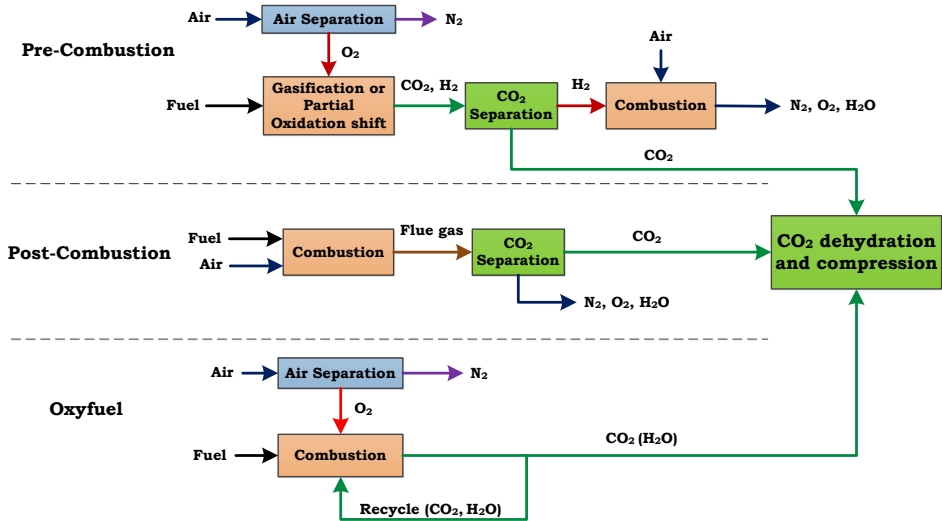 Air
Air Separation
N₂
Pre-Combustion
O₂
Air
Fuel
Gasification or
Partial
Oxidation shift
CO₂, H₂
CO₂
Separation
H₂
Combustion
N₂, O₂, H₂O
CO₂
Post-Combustion
Fuel
Air
Combustion
Flue gas
CO₂
Separation
CO₂
N₂, O₂, H₂O
CO₂ dehydration
and compression
Oxyfuel
Air
Air Separation
N₂
O₂
Fuel
Combustion
CO₂ (H₂O)
Recycle (CO₂, H₂O)